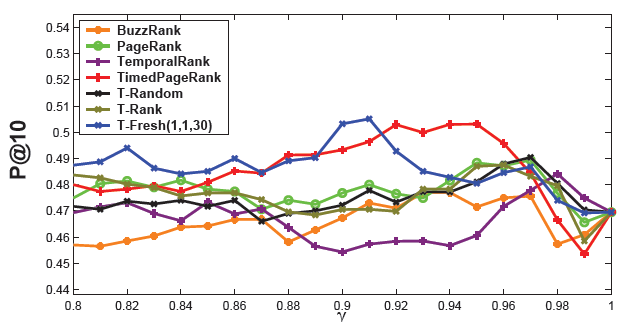 0.54
0.53
0.52
0.51
0.5
0.49
0.48
0.47
0.46
0.45
0.44
P@10
BuzzRank
PageRank
TemporalRank
TimedPageRank
T-Random
T-Rank
T-Fresh(1,1,30)
0.8 0.82 0.84 0.86 0.88 0.9 0.92 0.94 0.96 0.98 1
γ